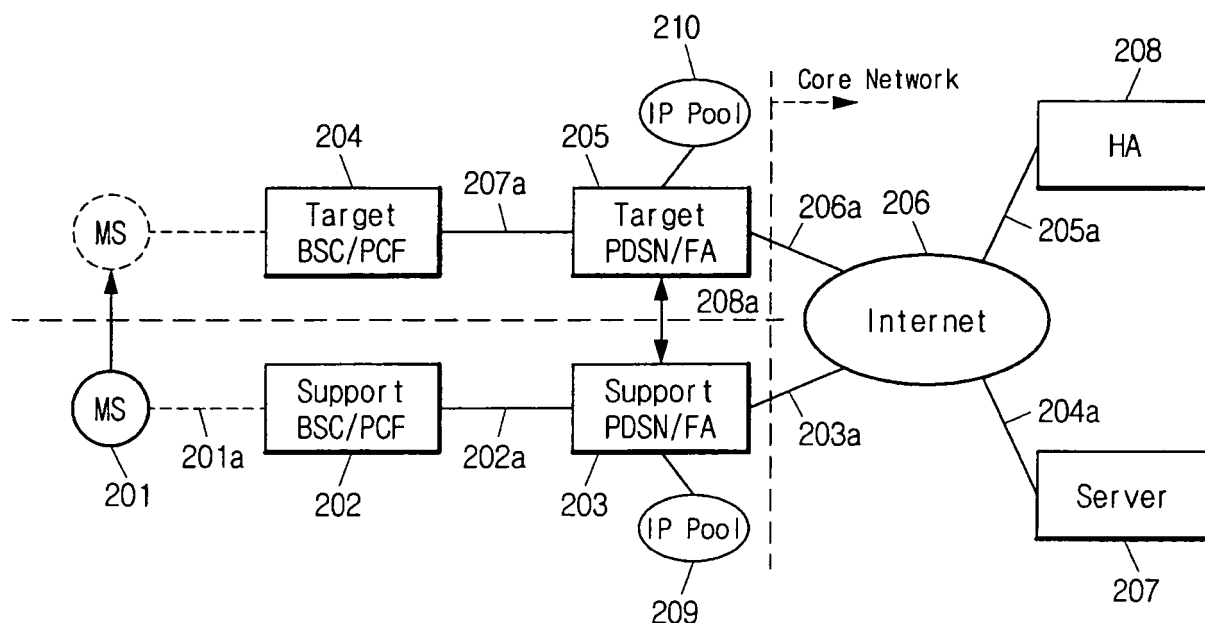 210
IP Pool
Core Network
208
HA
204
205
207a
206a
206
205a
MS
Target
BSC/PCF
Target
PDSN/FA
208a
Internet
MS
Support
BSC/PCF
Support
PDSN/FA
201
201a
202
202a
203
203a
204a
IP Pool
209
Server
207